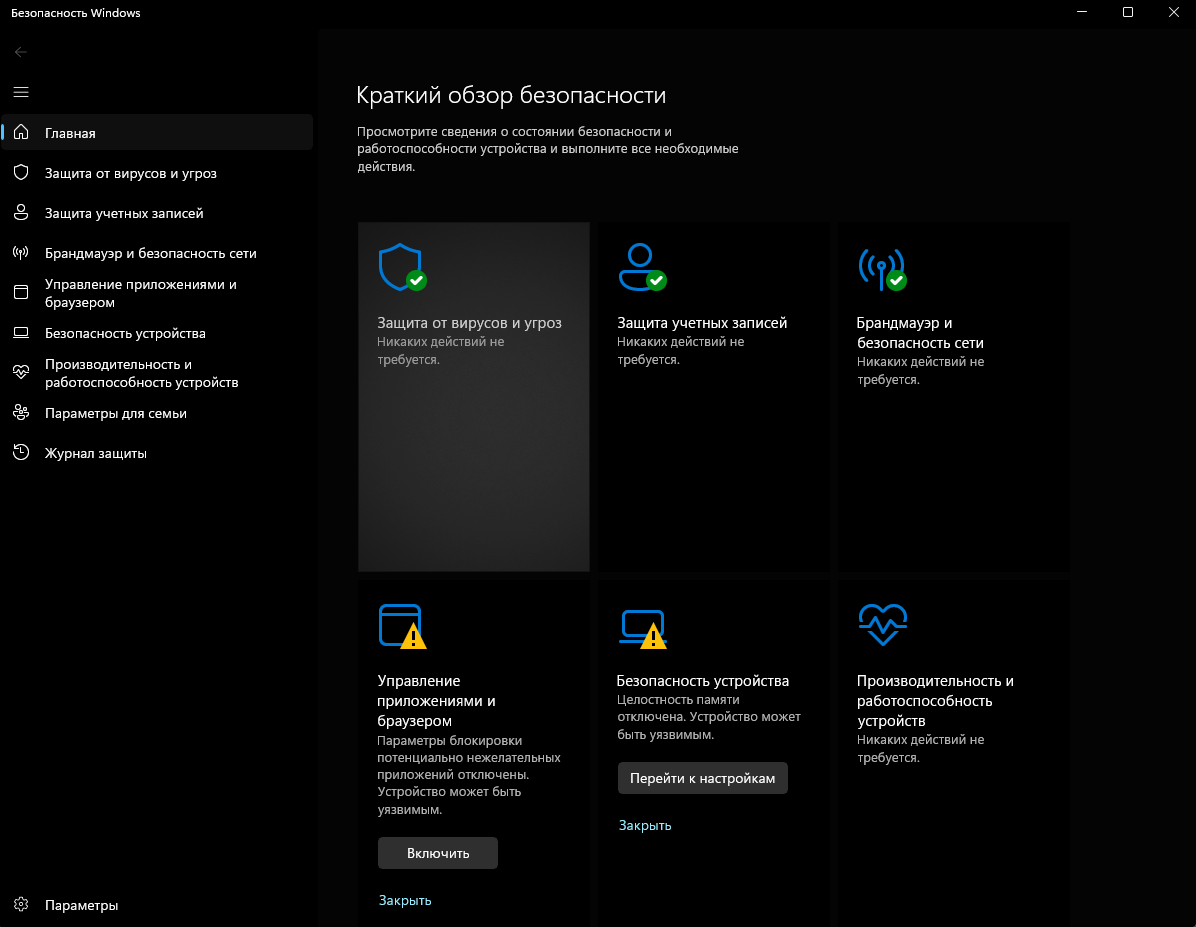 Безопасность Windows
Главная
Защита от вирусов и угроз
Защита учетных записей
Брандмауэр и безопасность сети
Управление приложениями и
браузером
Безопасность устройства
Производительность и
работоспособность устройств
Параметры для семьи
Журнал защиты
Параметры
Краткий обзор безопасности
Просмотрите сведения о состоянии безопасности и
работоспособности устройства и выполните все необходимые
действия.
Защита от вирусов и угроз
Никаких действий не
требуется.
Защита учетных записей
Никаких действий не
требуется.
Брандмауэр и
безопасность сети
Никаких действий не
требуется.
Управление
приложениями и
браузером
Параметры блокировки
потенциально нежелательных
приложений отключены.
Устройство может быть
уязвимым.
Включить
Закрыть
Безопасность устройства
Целостность памяти
отключена. Устройство может
быть уязвимым.
Перейти к настройкам
Закрыть
Производительность и
работоспособность
устройств
Никаких действий не
требуется.